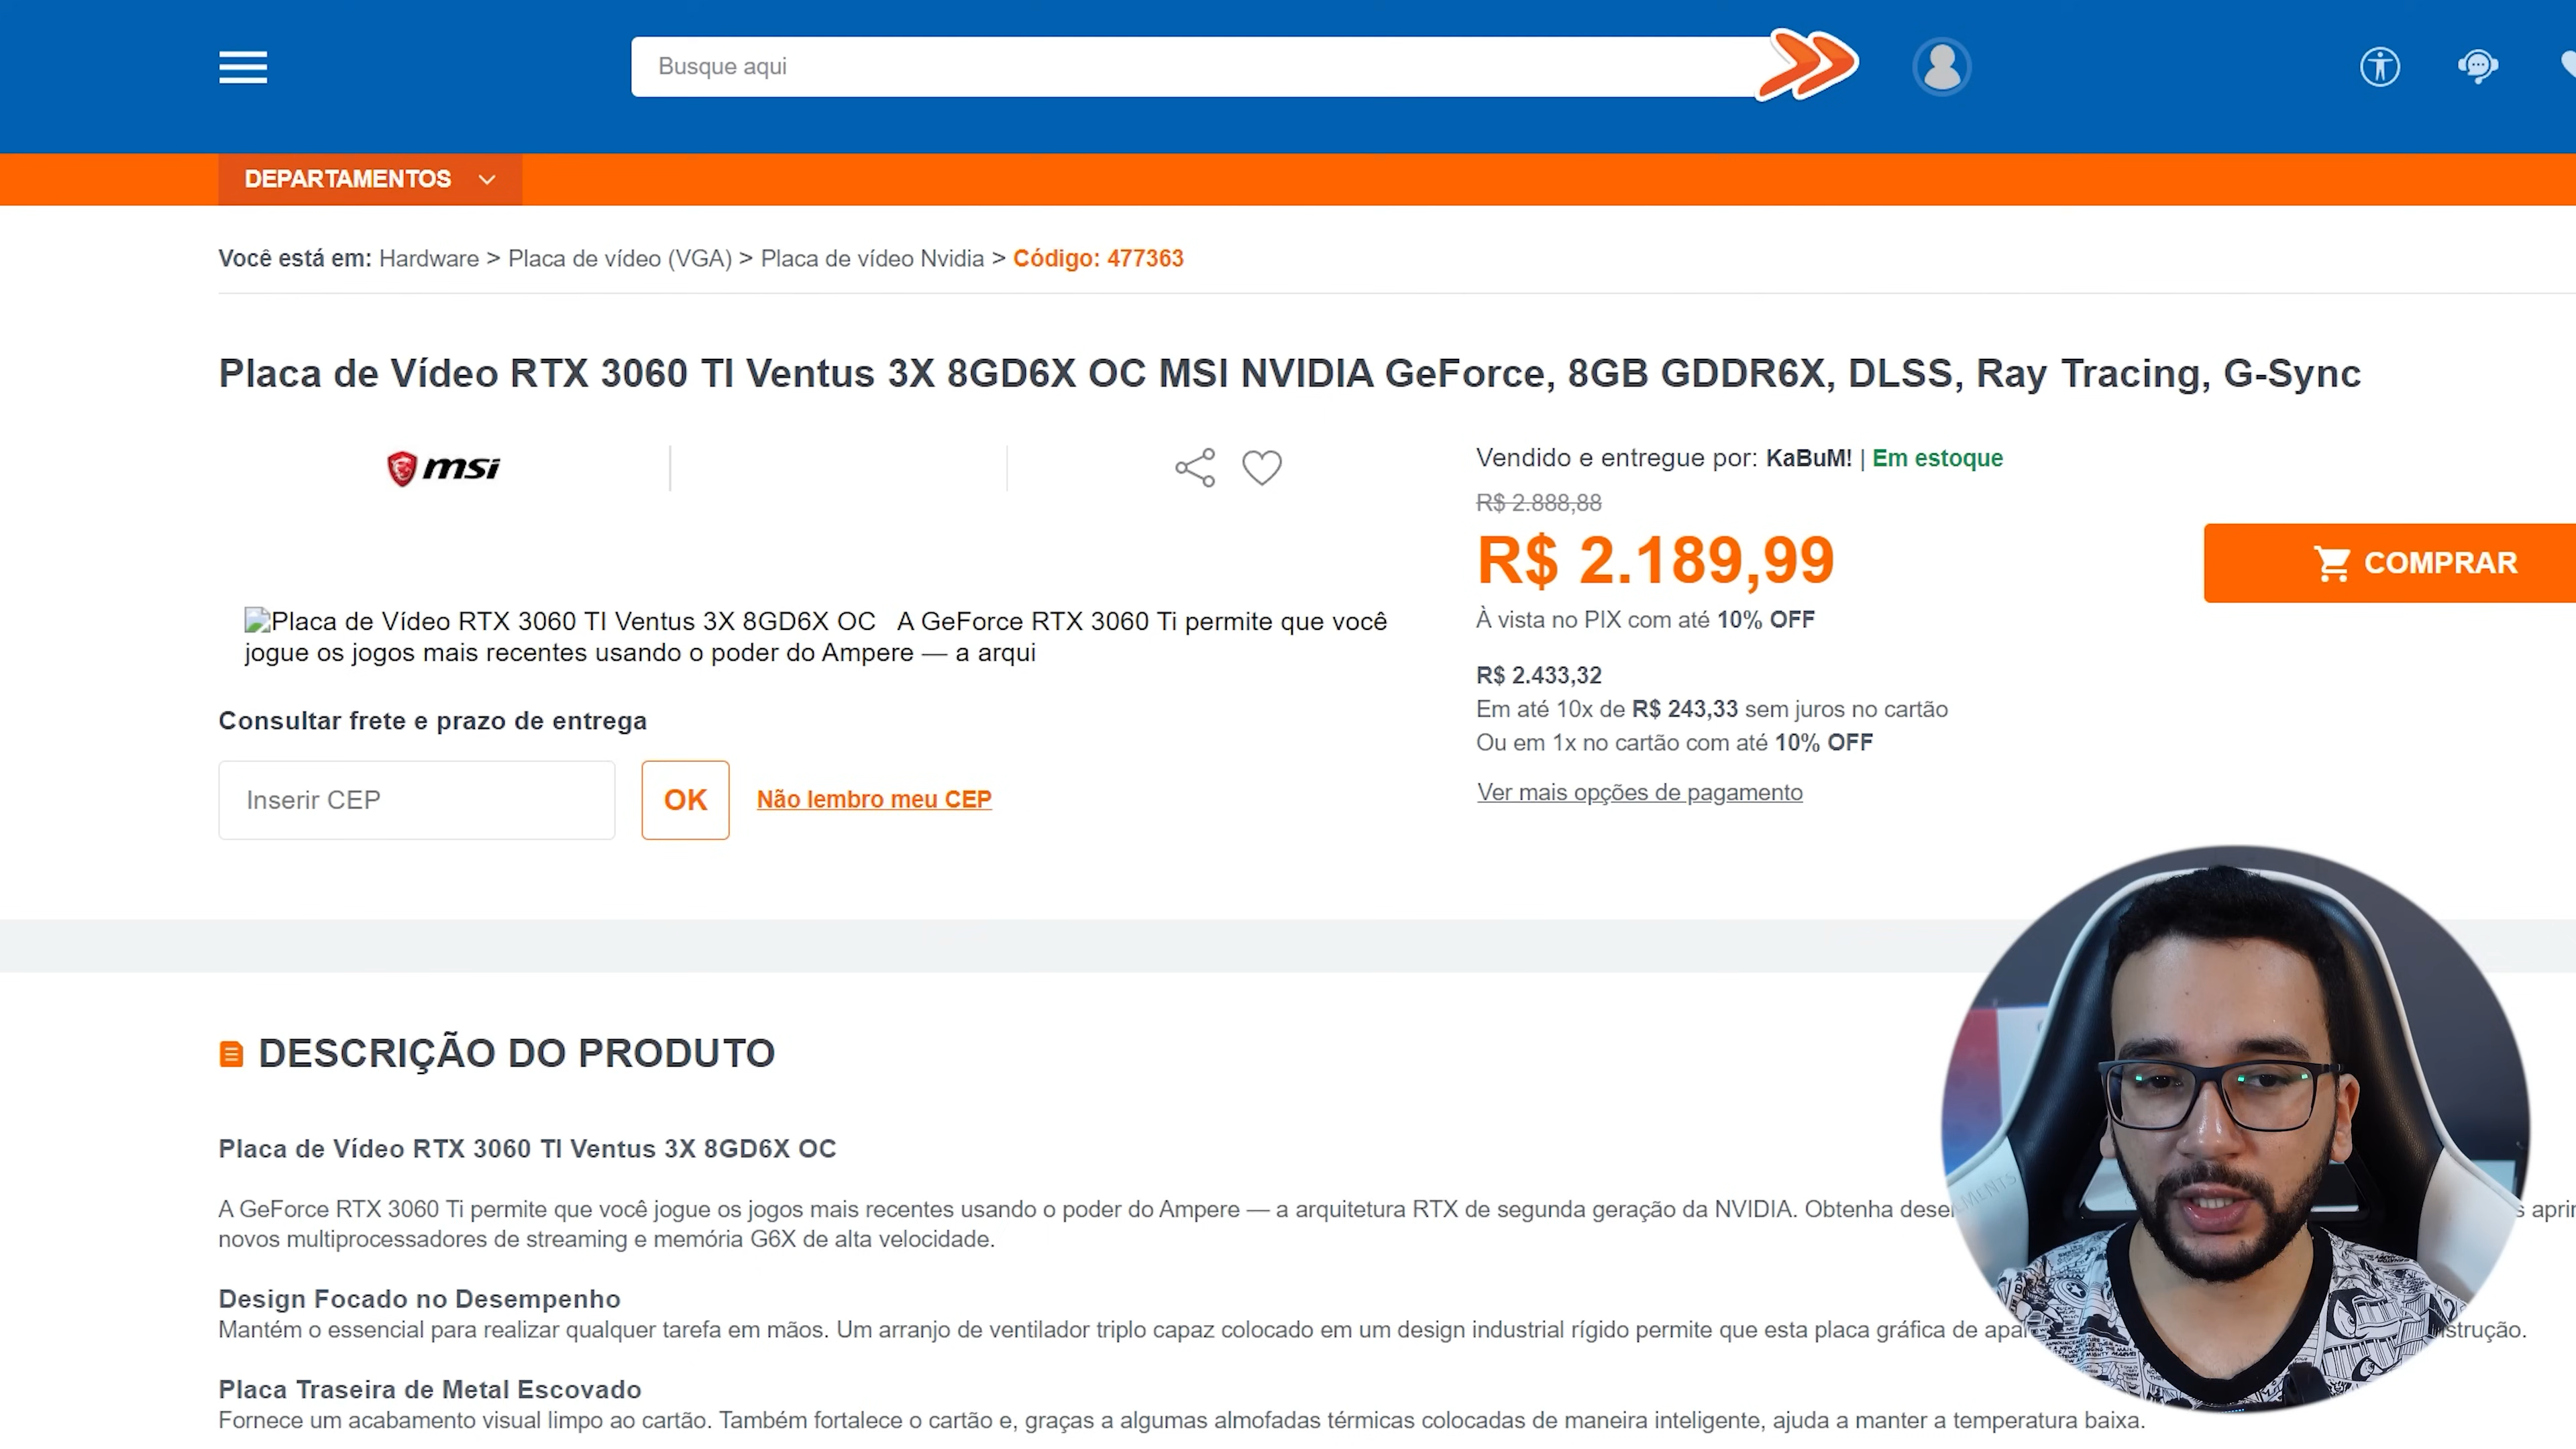 Busque aqui
DEPARTAMENTOS
Você está em: Hardware > Placa de vídeo (VGA) > Placa de vídeo Nvidia > Código: 477363
Placa de Vídeo RTX 3060 TI Ventus 3X 8GD6X OC MSI NVIDIA GeForce, 8GB GDDR6X, DLSS, Ray Tracing, G-Sync
msi
Vendido e entregue por: KaBuM! | Em estoque
R$ 2.888,88
R$ 2.189,99
COMPRAR
À vista no PIX com até 10% OFF
Placa de Vídeo RTX 3060 TI Ventus 3X 8GD6X OC A GeForce RTX 3060 Ti permite que você
jogue os jogos mais recentes usando o poder do Ampere — a arqui
R$ 2.433,32
Em até 10x de R$ 243,33 sem juros no cartão
Ou em 1x no cartão com até 10% OFF
Ver mais opções de pagamento
Consultar frete e prazo de entrega
Inserir CEP
OK
Não lembro meu CEP
DESCRIÇÃO DO PRODUTO
Placa de Vídeo RTX 3060 TI Ventus 3X 8GD6X OC
A GeForce RTX 3060 Ti permite que você jogue os jogos mais recentes usando o poder do Ampere — a arquitetura RTX de segunda geração da NVIDIA. Obtenha
novos multiprocessadores de streaming e memória G6X de alta velocidade.
Design Focado no Desempenho
Mantém o essencial para realizar qualquer tarefa em mãos. Um arranjo de ventilador triplo capaz colocado em um design industrial rígido permite que esta placa gráfica de
Placa Traseira de Metal Escovado
Fornece um acabamento visual limpo ao cartão. Também fortalece o cartão e, graças a algumas almofadas térmicas colocadas de maneira inteligente, ajuda a manter a temperatura baixa.